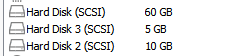 Hard Disk (SCSI) 60 GB
Hard Disk 3 (SCSI) 5 GB
Hard Disk 2 (SCSI) 10 GB